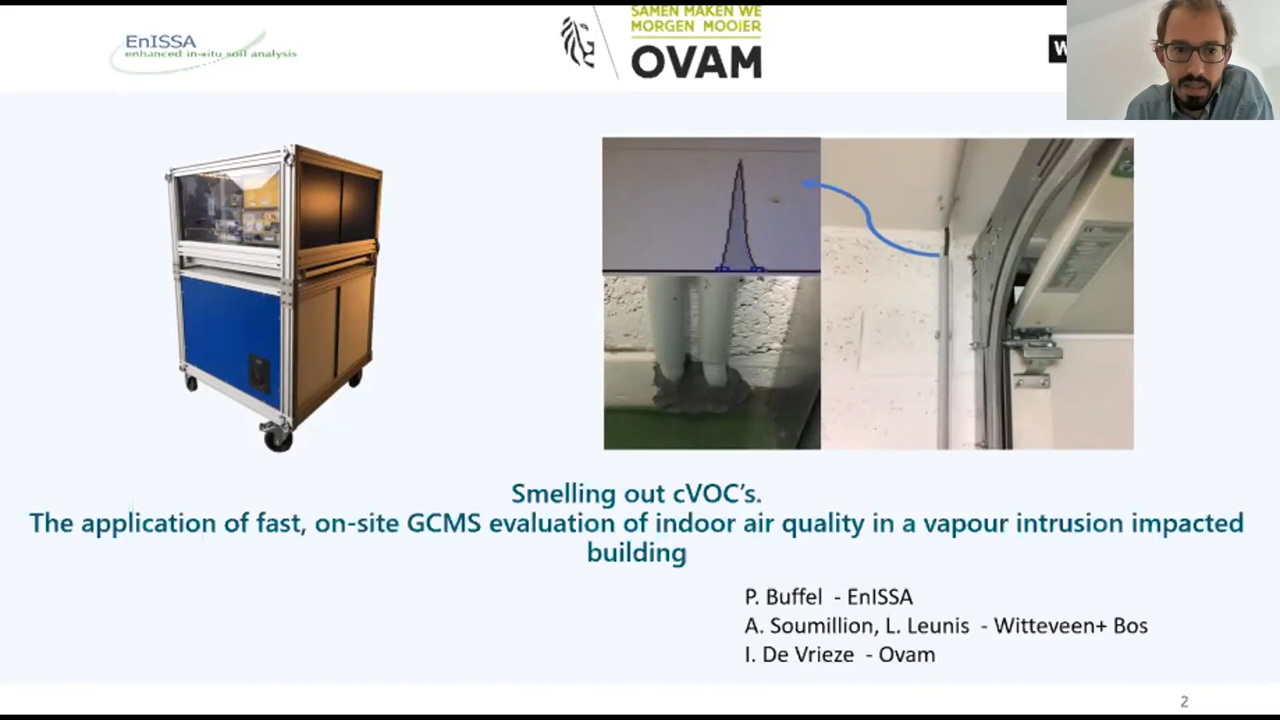 EnISSA
enhanced in-situ soil analysis
SAMEN MAKEN WE
MORGEN MOOIER
OVAM
W
Smelling out cVOC's.
The application of fast, on-site GCMS evaluation of indoor air quality in a vapour intrusion impacted
building
P. Buffel - EnISSA
A. Soumillion, L. Leunis - Witteveen+ Bos
I. De Vrieze - Ovam
2